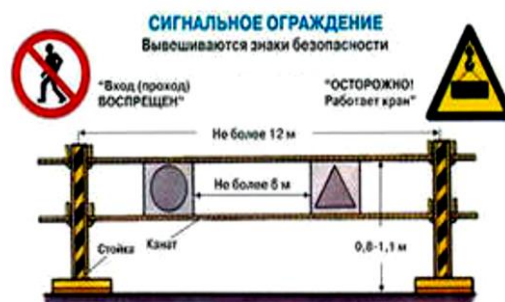 СИГНАЛЬНОЕ ОГРАЖДЕНИЕ
Вывешиваются знаки безопасности
"Вход (проход)
ВОСПРЕЩЕН"
"ОСТОРОЖНО!
Работает кран"
Не более 12 м
Не более 6 м
0,8-1,1 м
Стойка
Канат